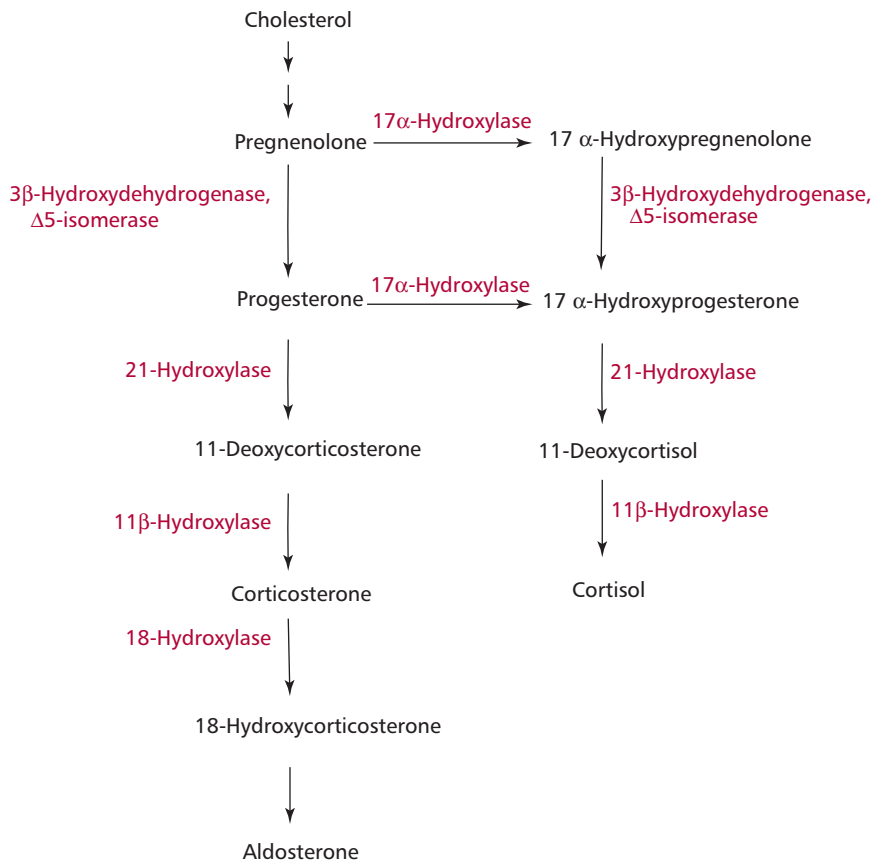 Cholesterol
17α-Hydroxylase
Pregnenolone
17 α-Hydroxypregnenolone
3β-Hydroxydehydrogenase,
Δ5-isomerase
3β-Hydroxydehydrogenase,
Δ5-isomerase
17α-Hydroxylase
Progesterone
17 α-Hydroxyprogesterone
21-Hydroxylase
21-Hydroxylase
11-Deoxycorticosterone
11-Deoxycortisol
11β-Hydroxylase
11β-Hydroxylase
Corticosterone
Cortisol
18-Hydroxylase
18-Hydroxycorticosterone
Aldosterone